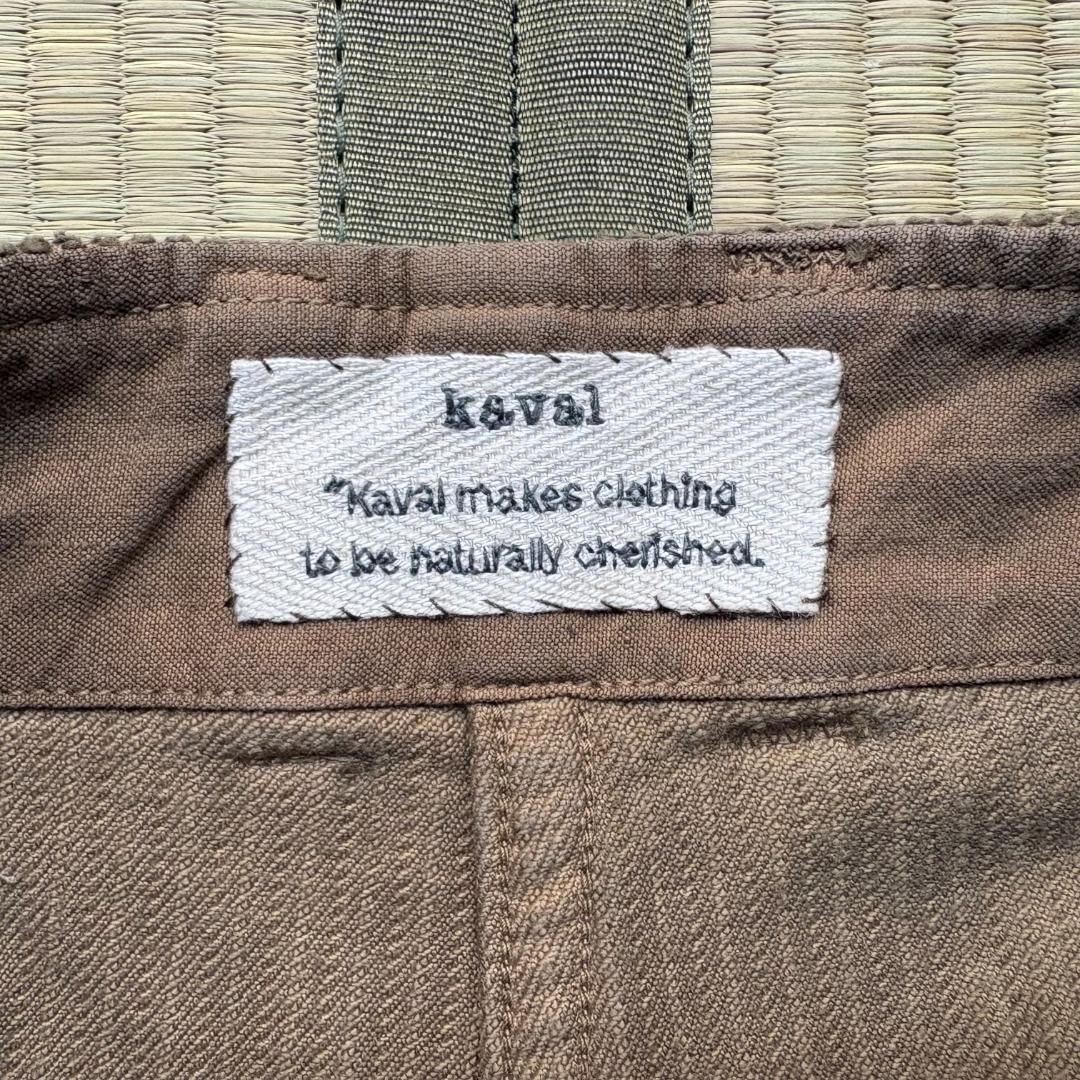 kaval
"Kaval makes clothing
to be naturally cherished.